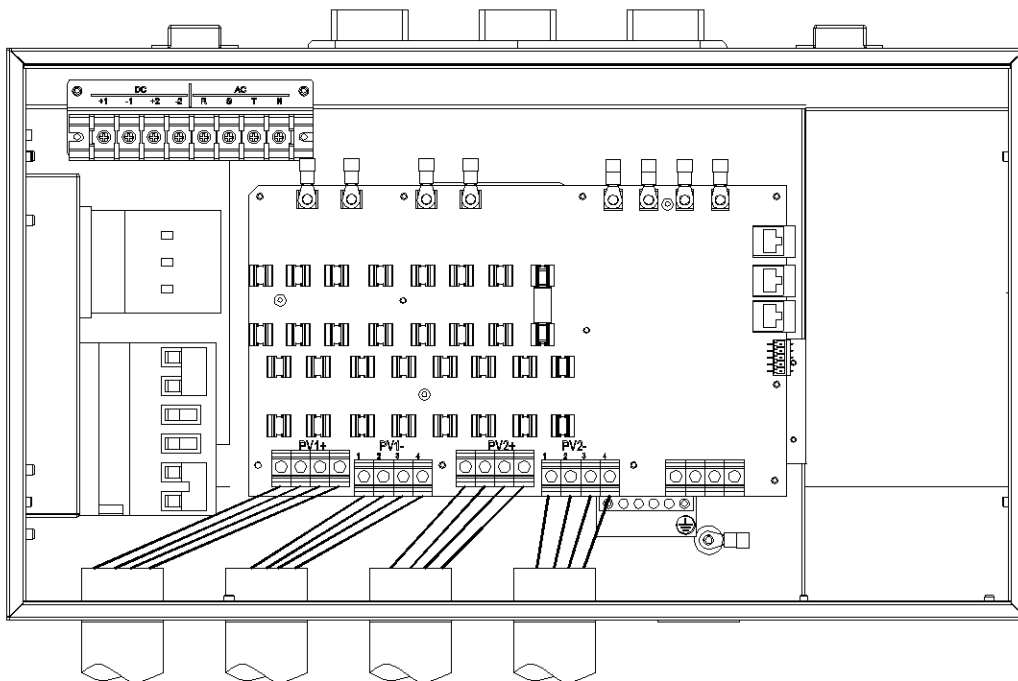 DC AC
+1 -1 +2 -2 R S T N
PV1+ PV1- PV2+ PV2-
1 2 3 4 1 2 3 4